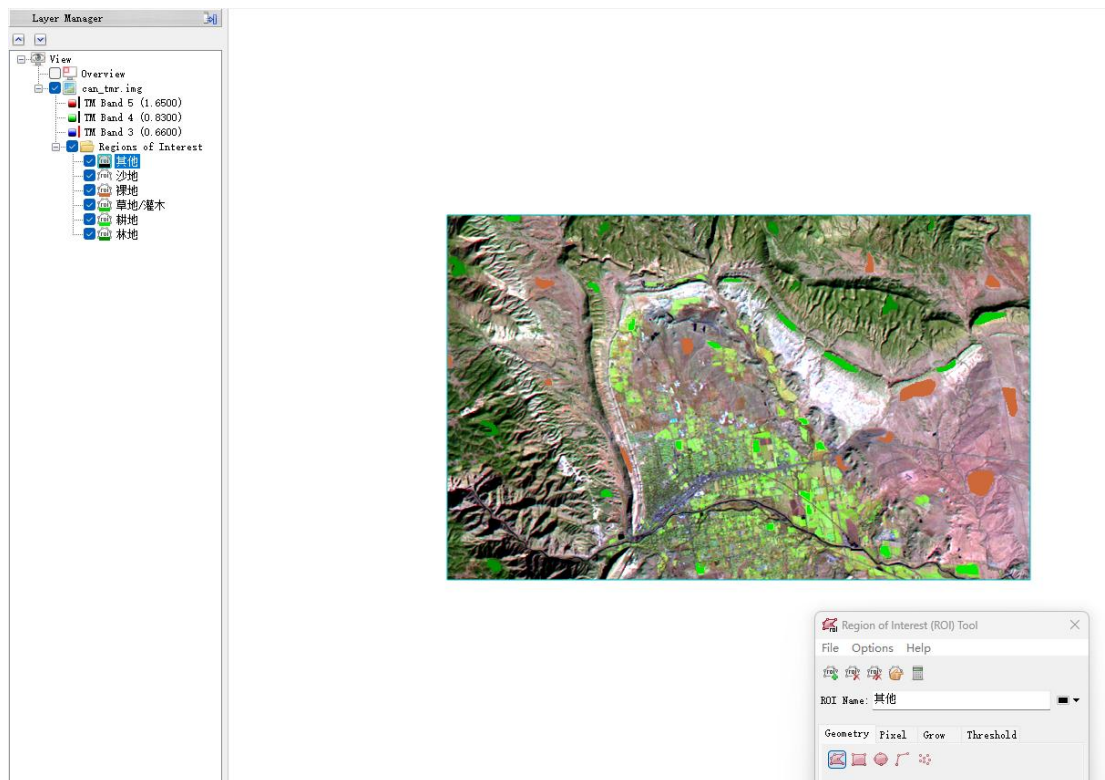 Layer Manager
View
Overview
can_tmr.img
TM Band 5 (1.6500)
TM Band 4 (0.8300)
TM Band 3 (0.6600)
Regions of Interest
其他
沙地
裸地
草地/灌木
耕地
林地
Region of Interest (ROI) Tool
File Options Help
ROI Name: 其他
Geometry Pixel Grow Threshold